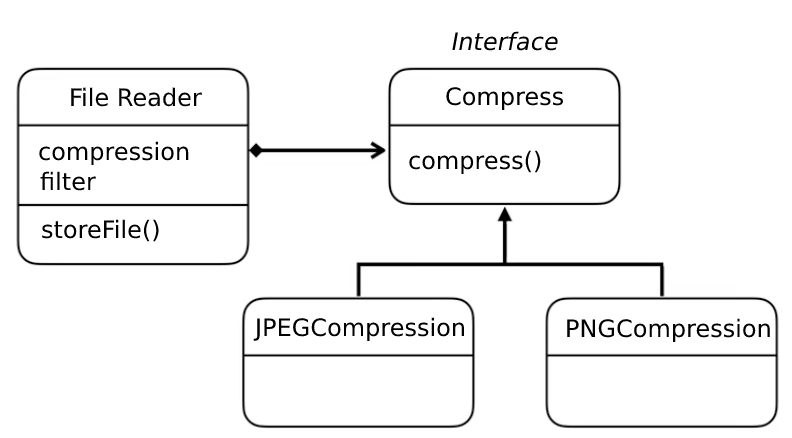 Interface
File Reader
compression
filter
storeFile()
Compress
compress()
JPEGCompression
PNGCompression